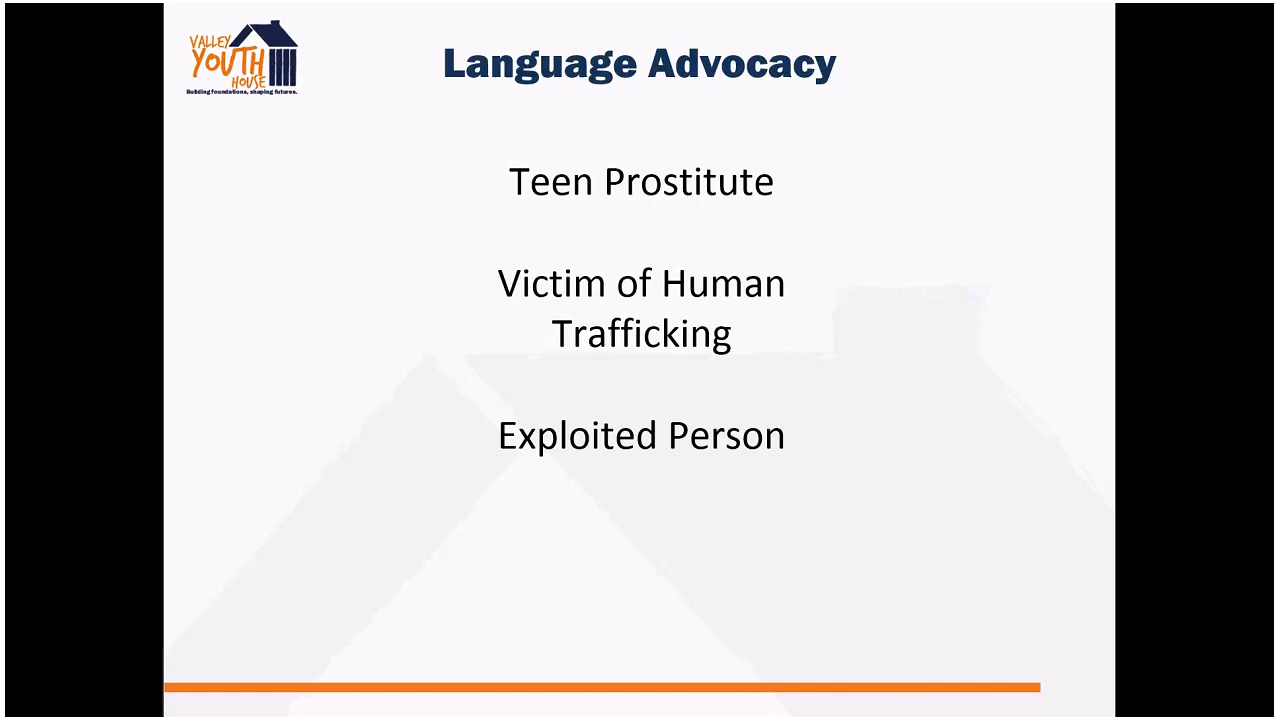 VALLEY
YOUTH
HOUSE
Building foundations, shaping futures.
Language Advocacy
Teen Prostitute
Victim of Human
Trafficking
Exploited Person